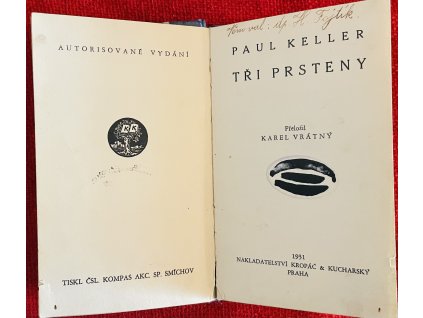 AUTORISOVANÉ VYDÁNÍ
KK
TISKL ČSL. KOMPAS AKC. SP. SMÍCHOV
PAUL KELLER
TŘI PRSTENY
Přeložil
KAREL VRÁTNÝ
1931
NAKLADATELSTVÍ KROPÁČ & KUCHARSKÝ
PRAHA